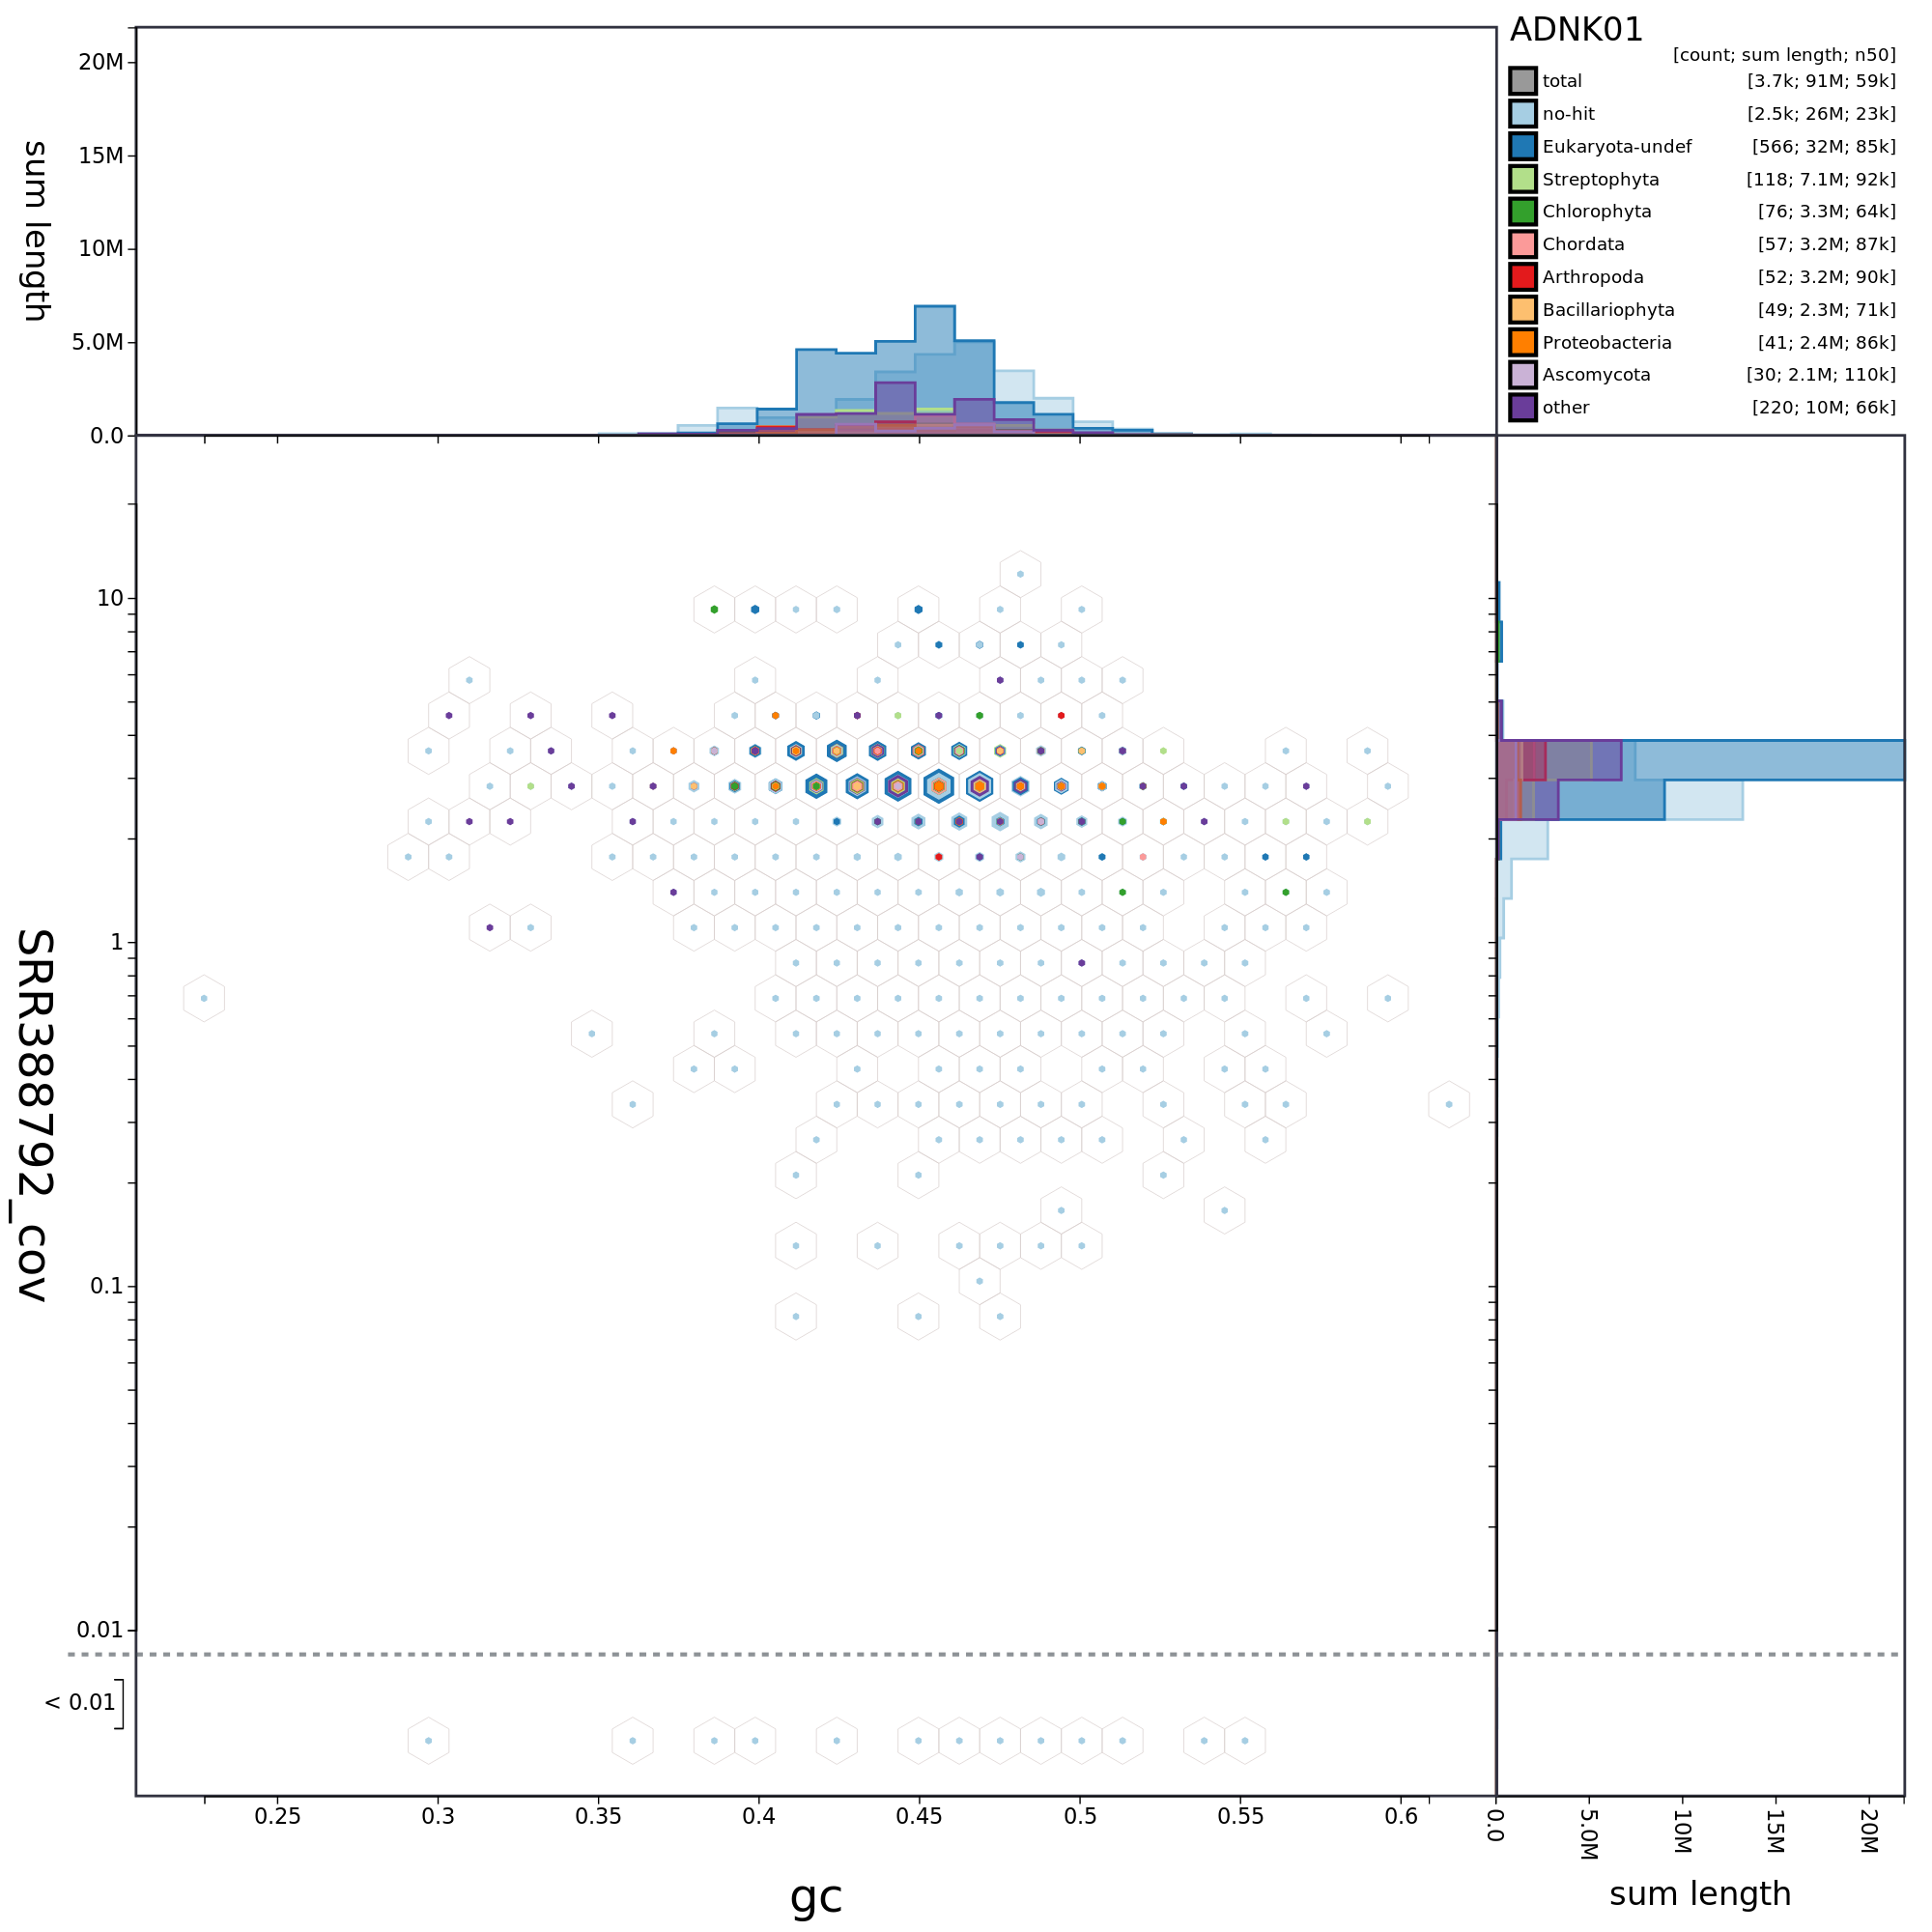 ADNK01
[count; sum length; n50]
total [3.7k; 91M; 59k]
no-hit [2.5k; 26M; 23k]
Eukaryota-undef [566; 32M; 85k]
Streptophyta [118; 7.1M; 92k]
Chlorophyta [76; 3.3M; 64k]
Chordata [57; 3.2M; 87k]
Arthropoda [52; 3.2M; 90k]
Bacillariophyta [49; 2.3M; 71k]
Proteobacteria [41; 2.4M; 86k]
Ascomycota [30; 2.1M; 110k]
other [220; 10M; 66k]
sum length
20M
15M
10M
5.0M
0.0
SRR388792_cov
10
1
0.1
0.01
< 0.01
0.25 0.3 0.35 0.4 0.45 0.5 0.55 0.6
gc
0.0 5.0M 10M 15M 20M
sum length